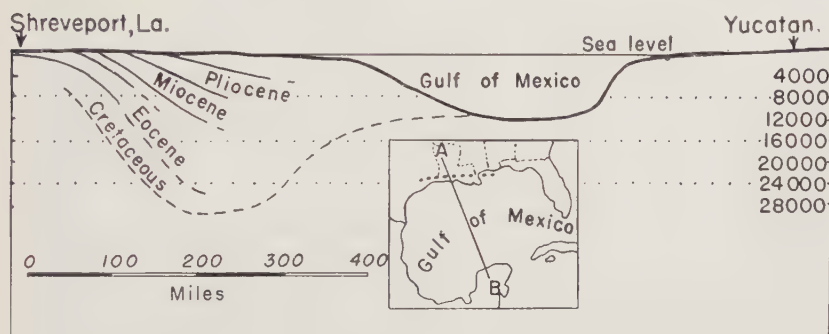 Shreveport, La.
Yucatan.
Sea level
Gulf of Mexico
Pliocene
Miocene
Eocene
Cretaceous
4000
8000
12000
16000
20000
24000
28000
A
Gulf of Mexico
B
0 100 200 300 400
Miles